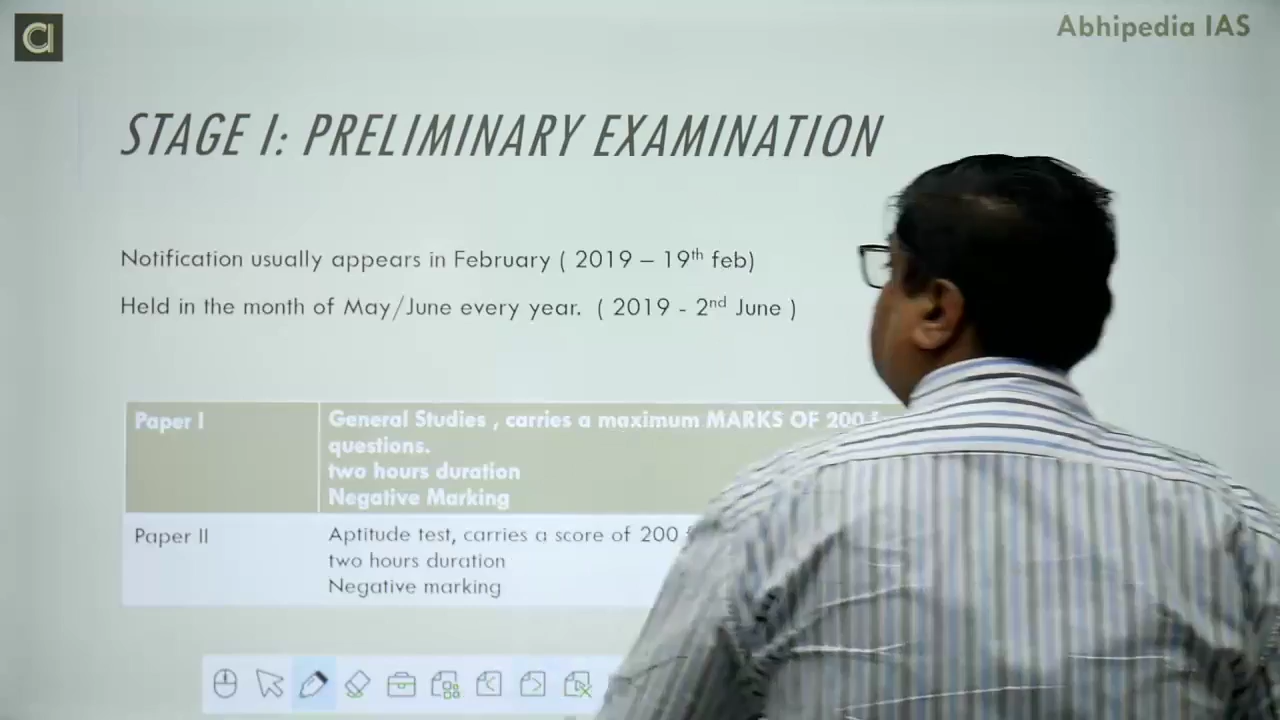 Abhipedia IAS
STAGE I: PRELIMINARY EXAMINATION
Notification usually appears in February ( 2019 – 19th feb)
Held in the month of May/June every year. ( 2019 - 2nd June )
Paper I
General Studies , carries a maximum MARKS OF 200
questions.
two hours duration
Negative Marking
Paper II
Aptitude test, carries a score of 200
two hours duration
Negative marking